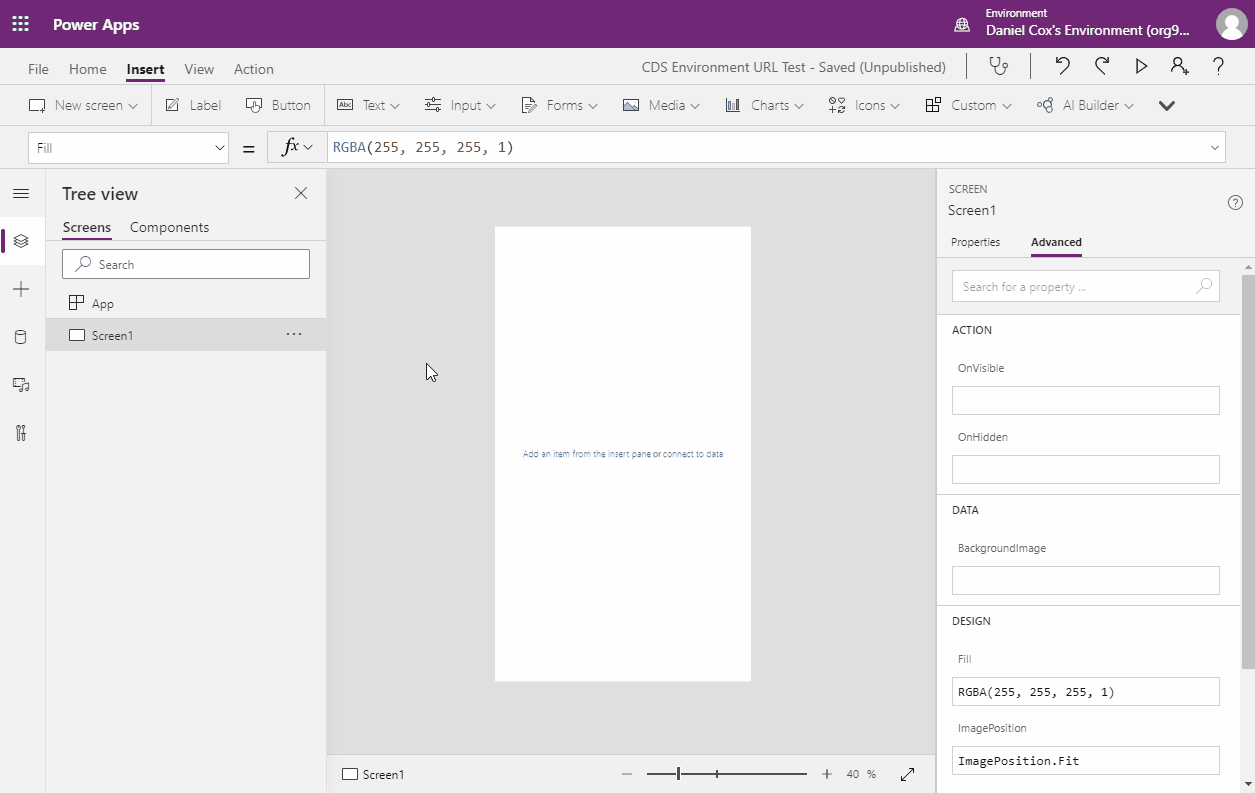 Power Apps
Environment
Daniel Cox's Environment (org9...
File Home Insert View Action
CDS Environment URL Test - Saved (Unpublished)
New screen Label Button Text Input Forms Media Charts Icons Custom AI Builder
Fill = fx RGBA(255, 255, 255, 1)
Tree view
Screens Components
Search
App
Screen1 ...
Add an item from the insert pane or connect to data
Screen1
40 %
SCREEN
Screen1
Properties Advanced
Search for a property ...
ACTION
OnVisible
OnHidden
DATA
BackgroundImage
DESIGN
Fill
RGBA(255, 255, 255, 1)
ImagePosition
ImagePosition.Fit